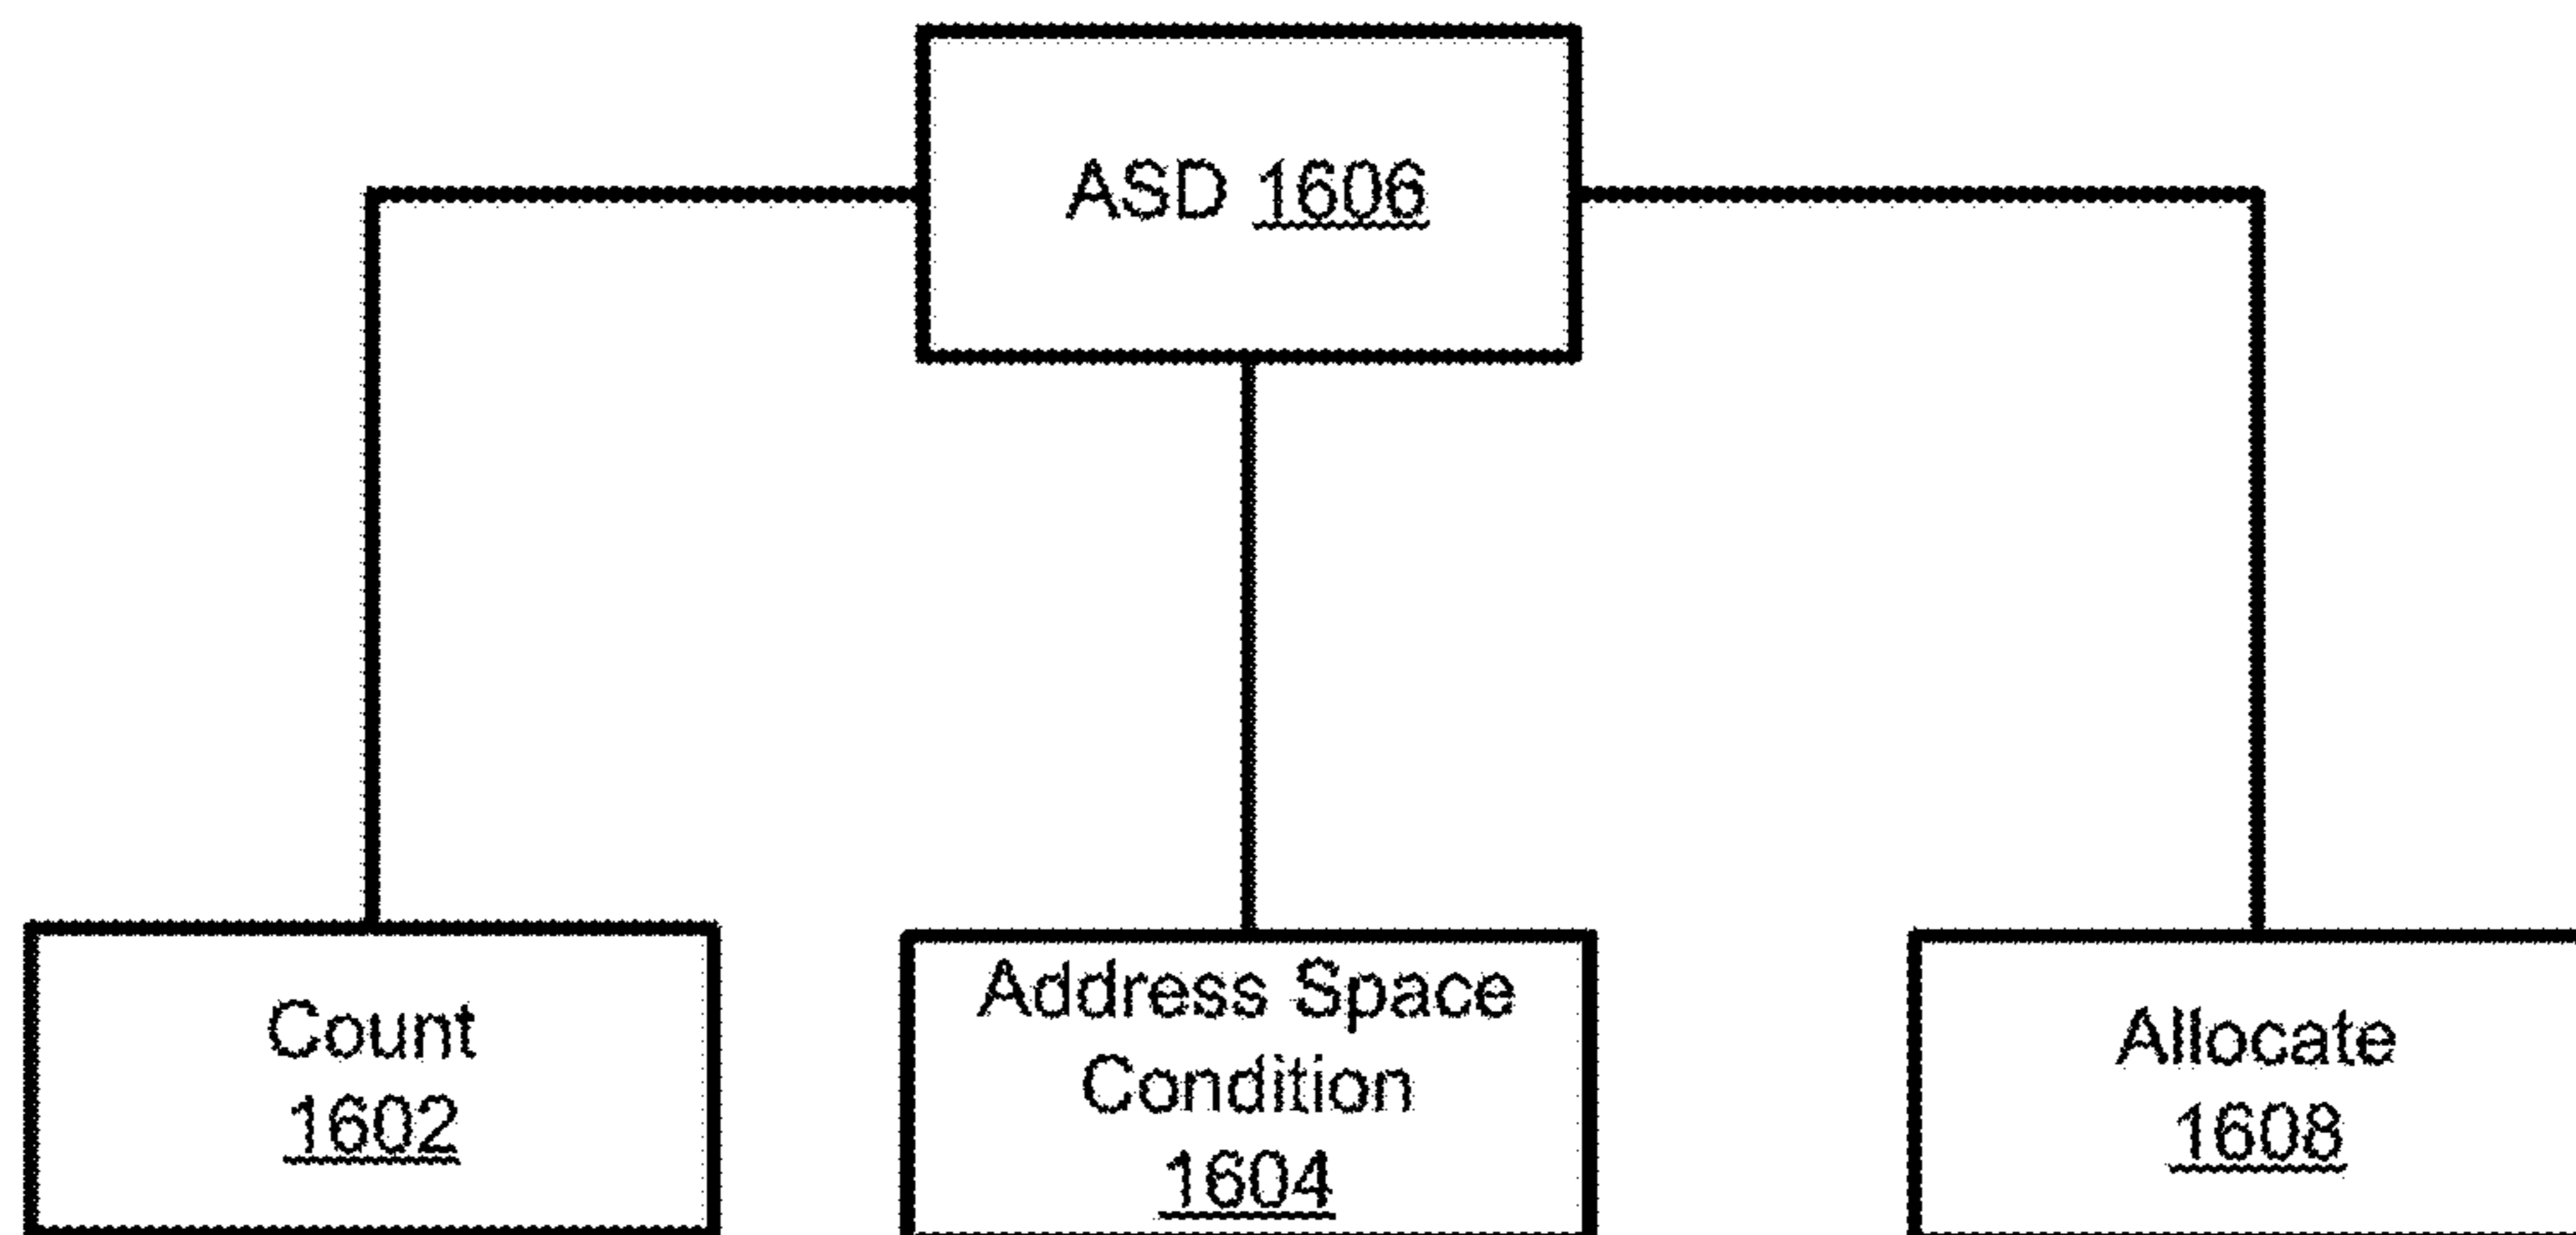 ASD 1606
Count
1602
Address Space
Condition
1604
Allocate
1608